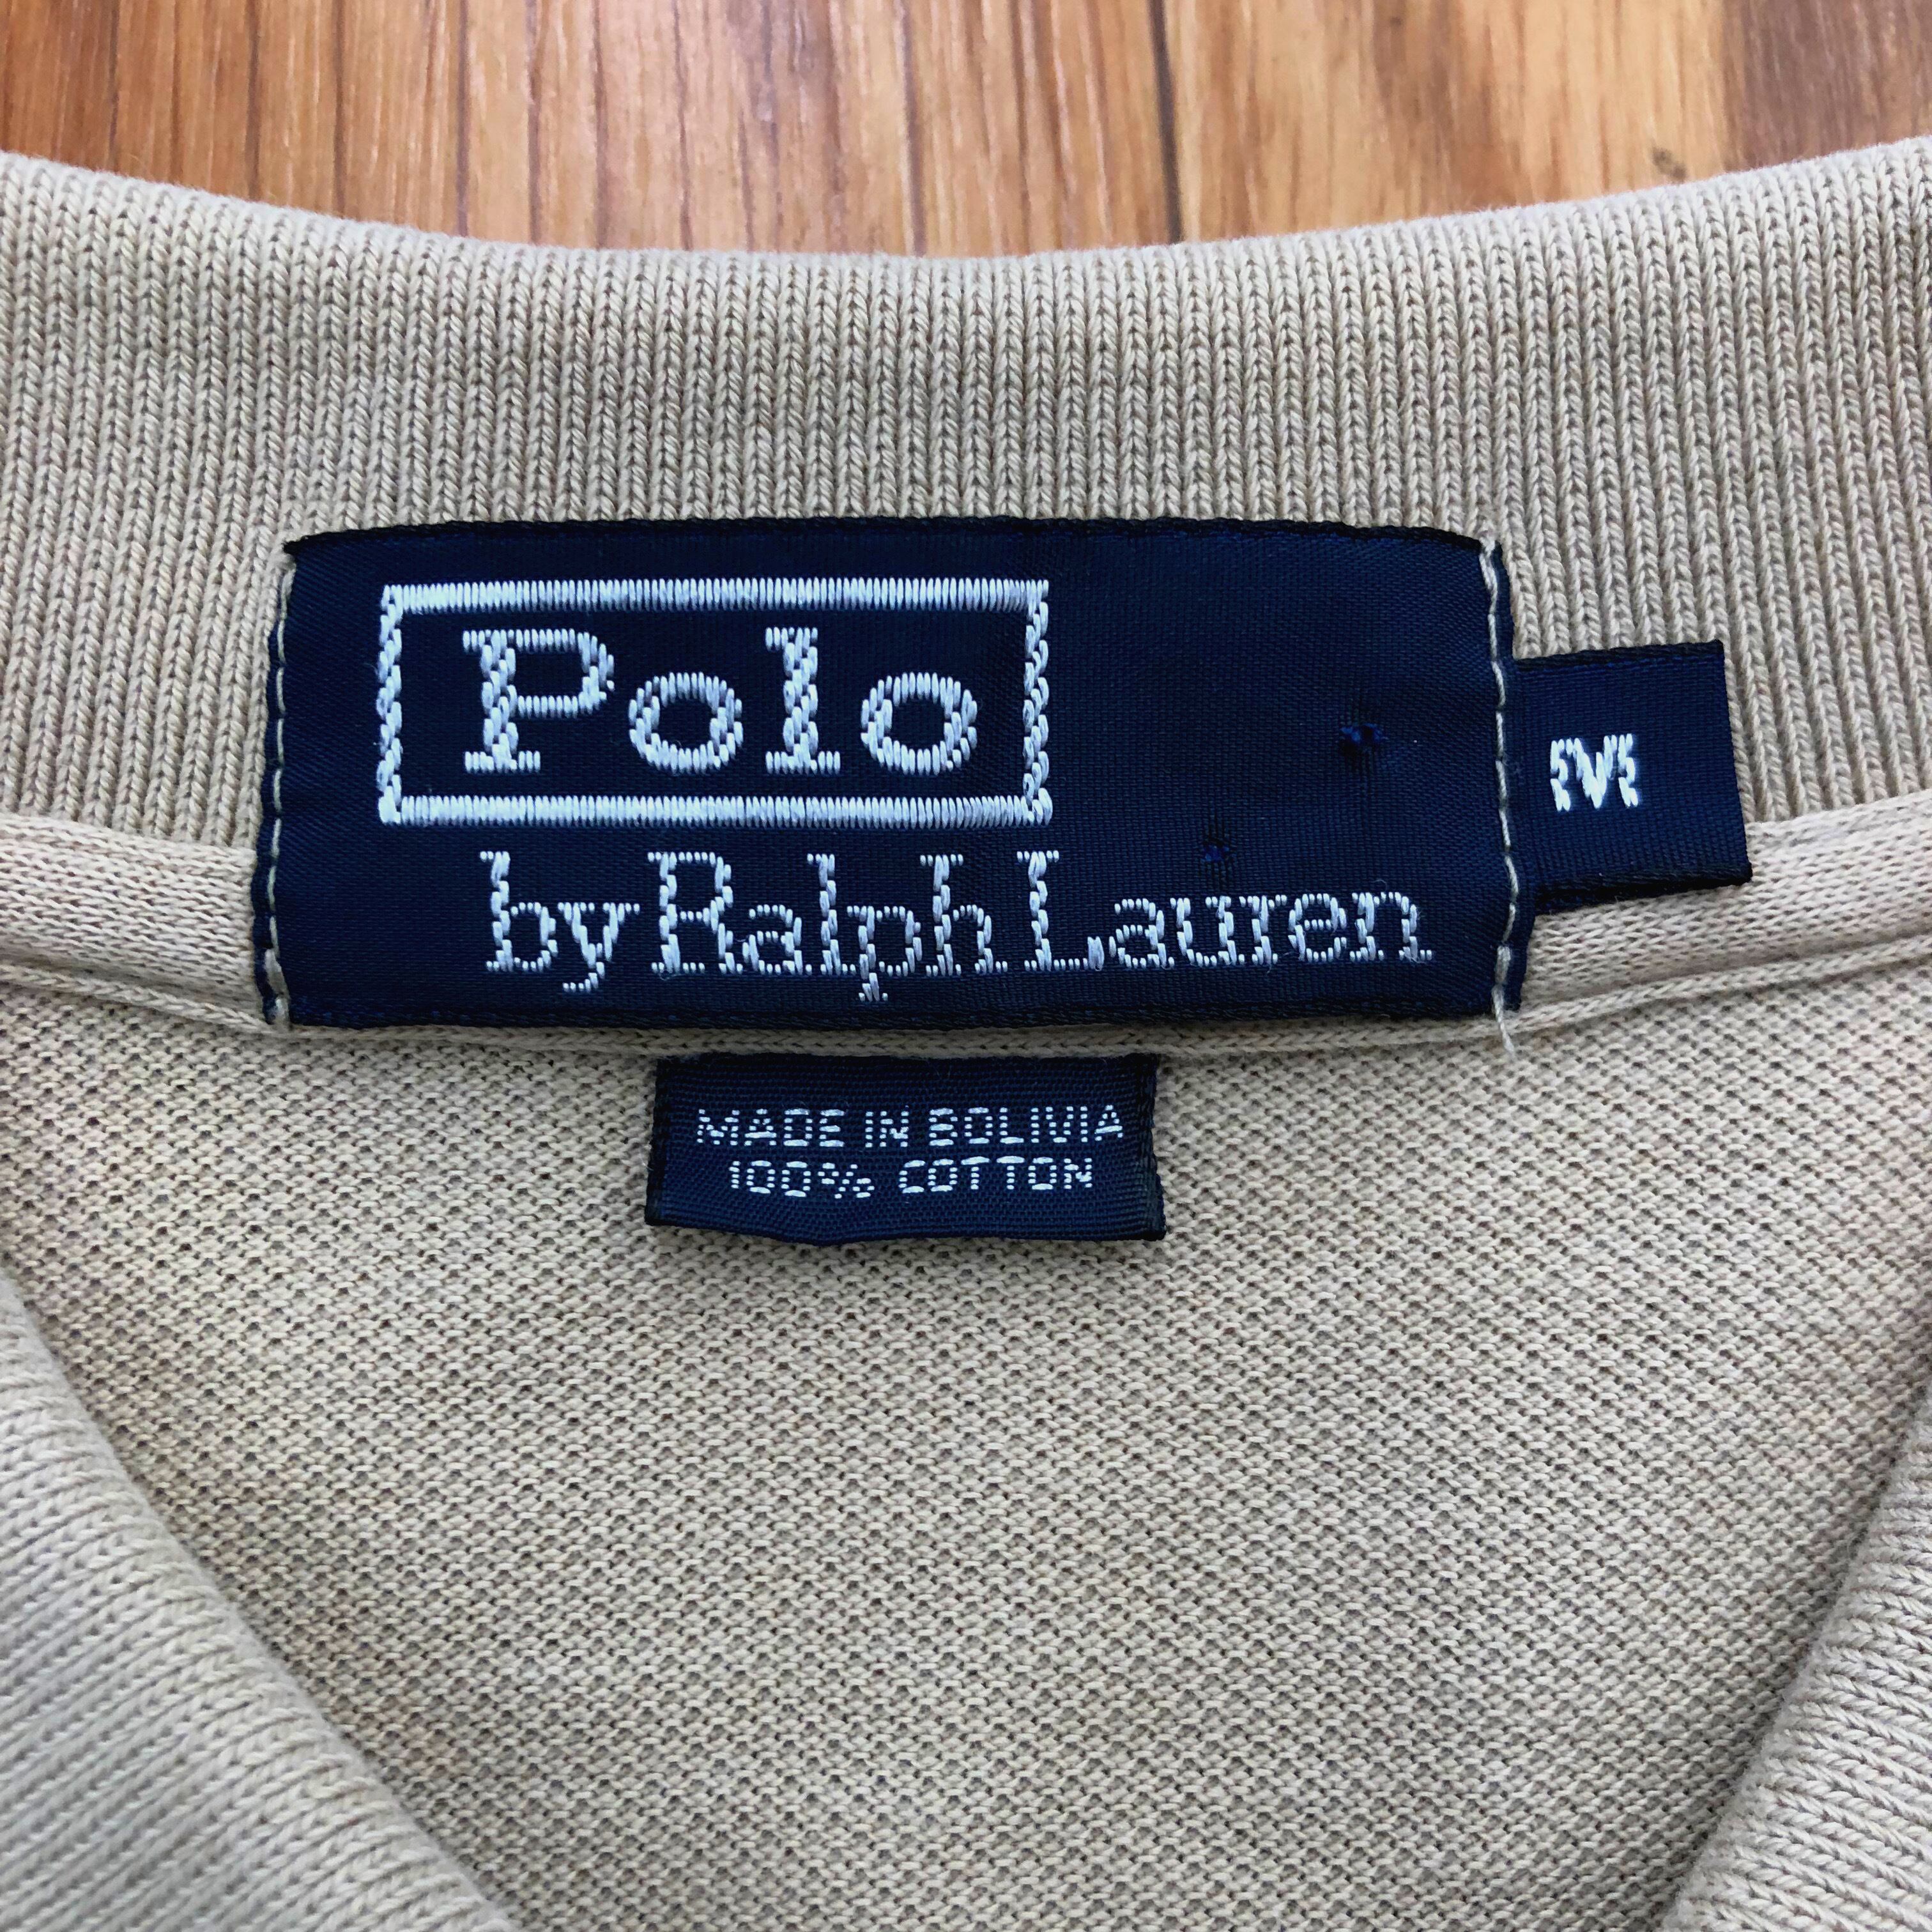 Polo
by Ralph Lauren
M
MADE IN BOLIVIA
100% COTTON